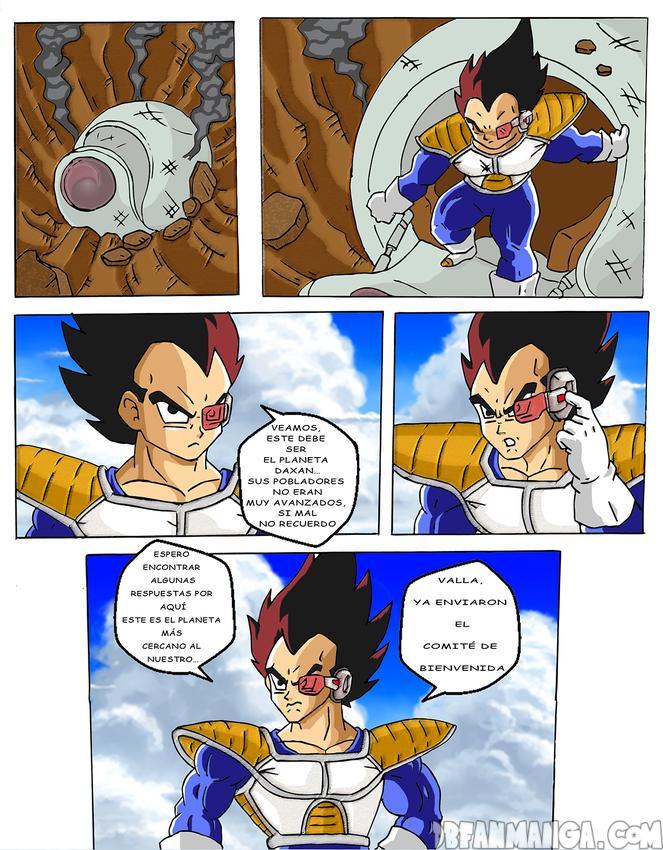 VEAMOS,
ESTE DEBE
SER
EL PLANETA
DAXAN...
SUS POBLADORES
NO ERAN
MUY AVANZADOS,
SI MAL
NO RECUERDO
ESPERO
ENCONTRAR
ALGUNAS
RESPUESTAS POR
AQUÍ
ESTE ES EL PLANETA
MÁS
CERCANO AL
NUESTRO...
VALLA,
YA ENVIARON
EL
COMITÉ DE
BIENVENIDA
DBFANMANGA.COM